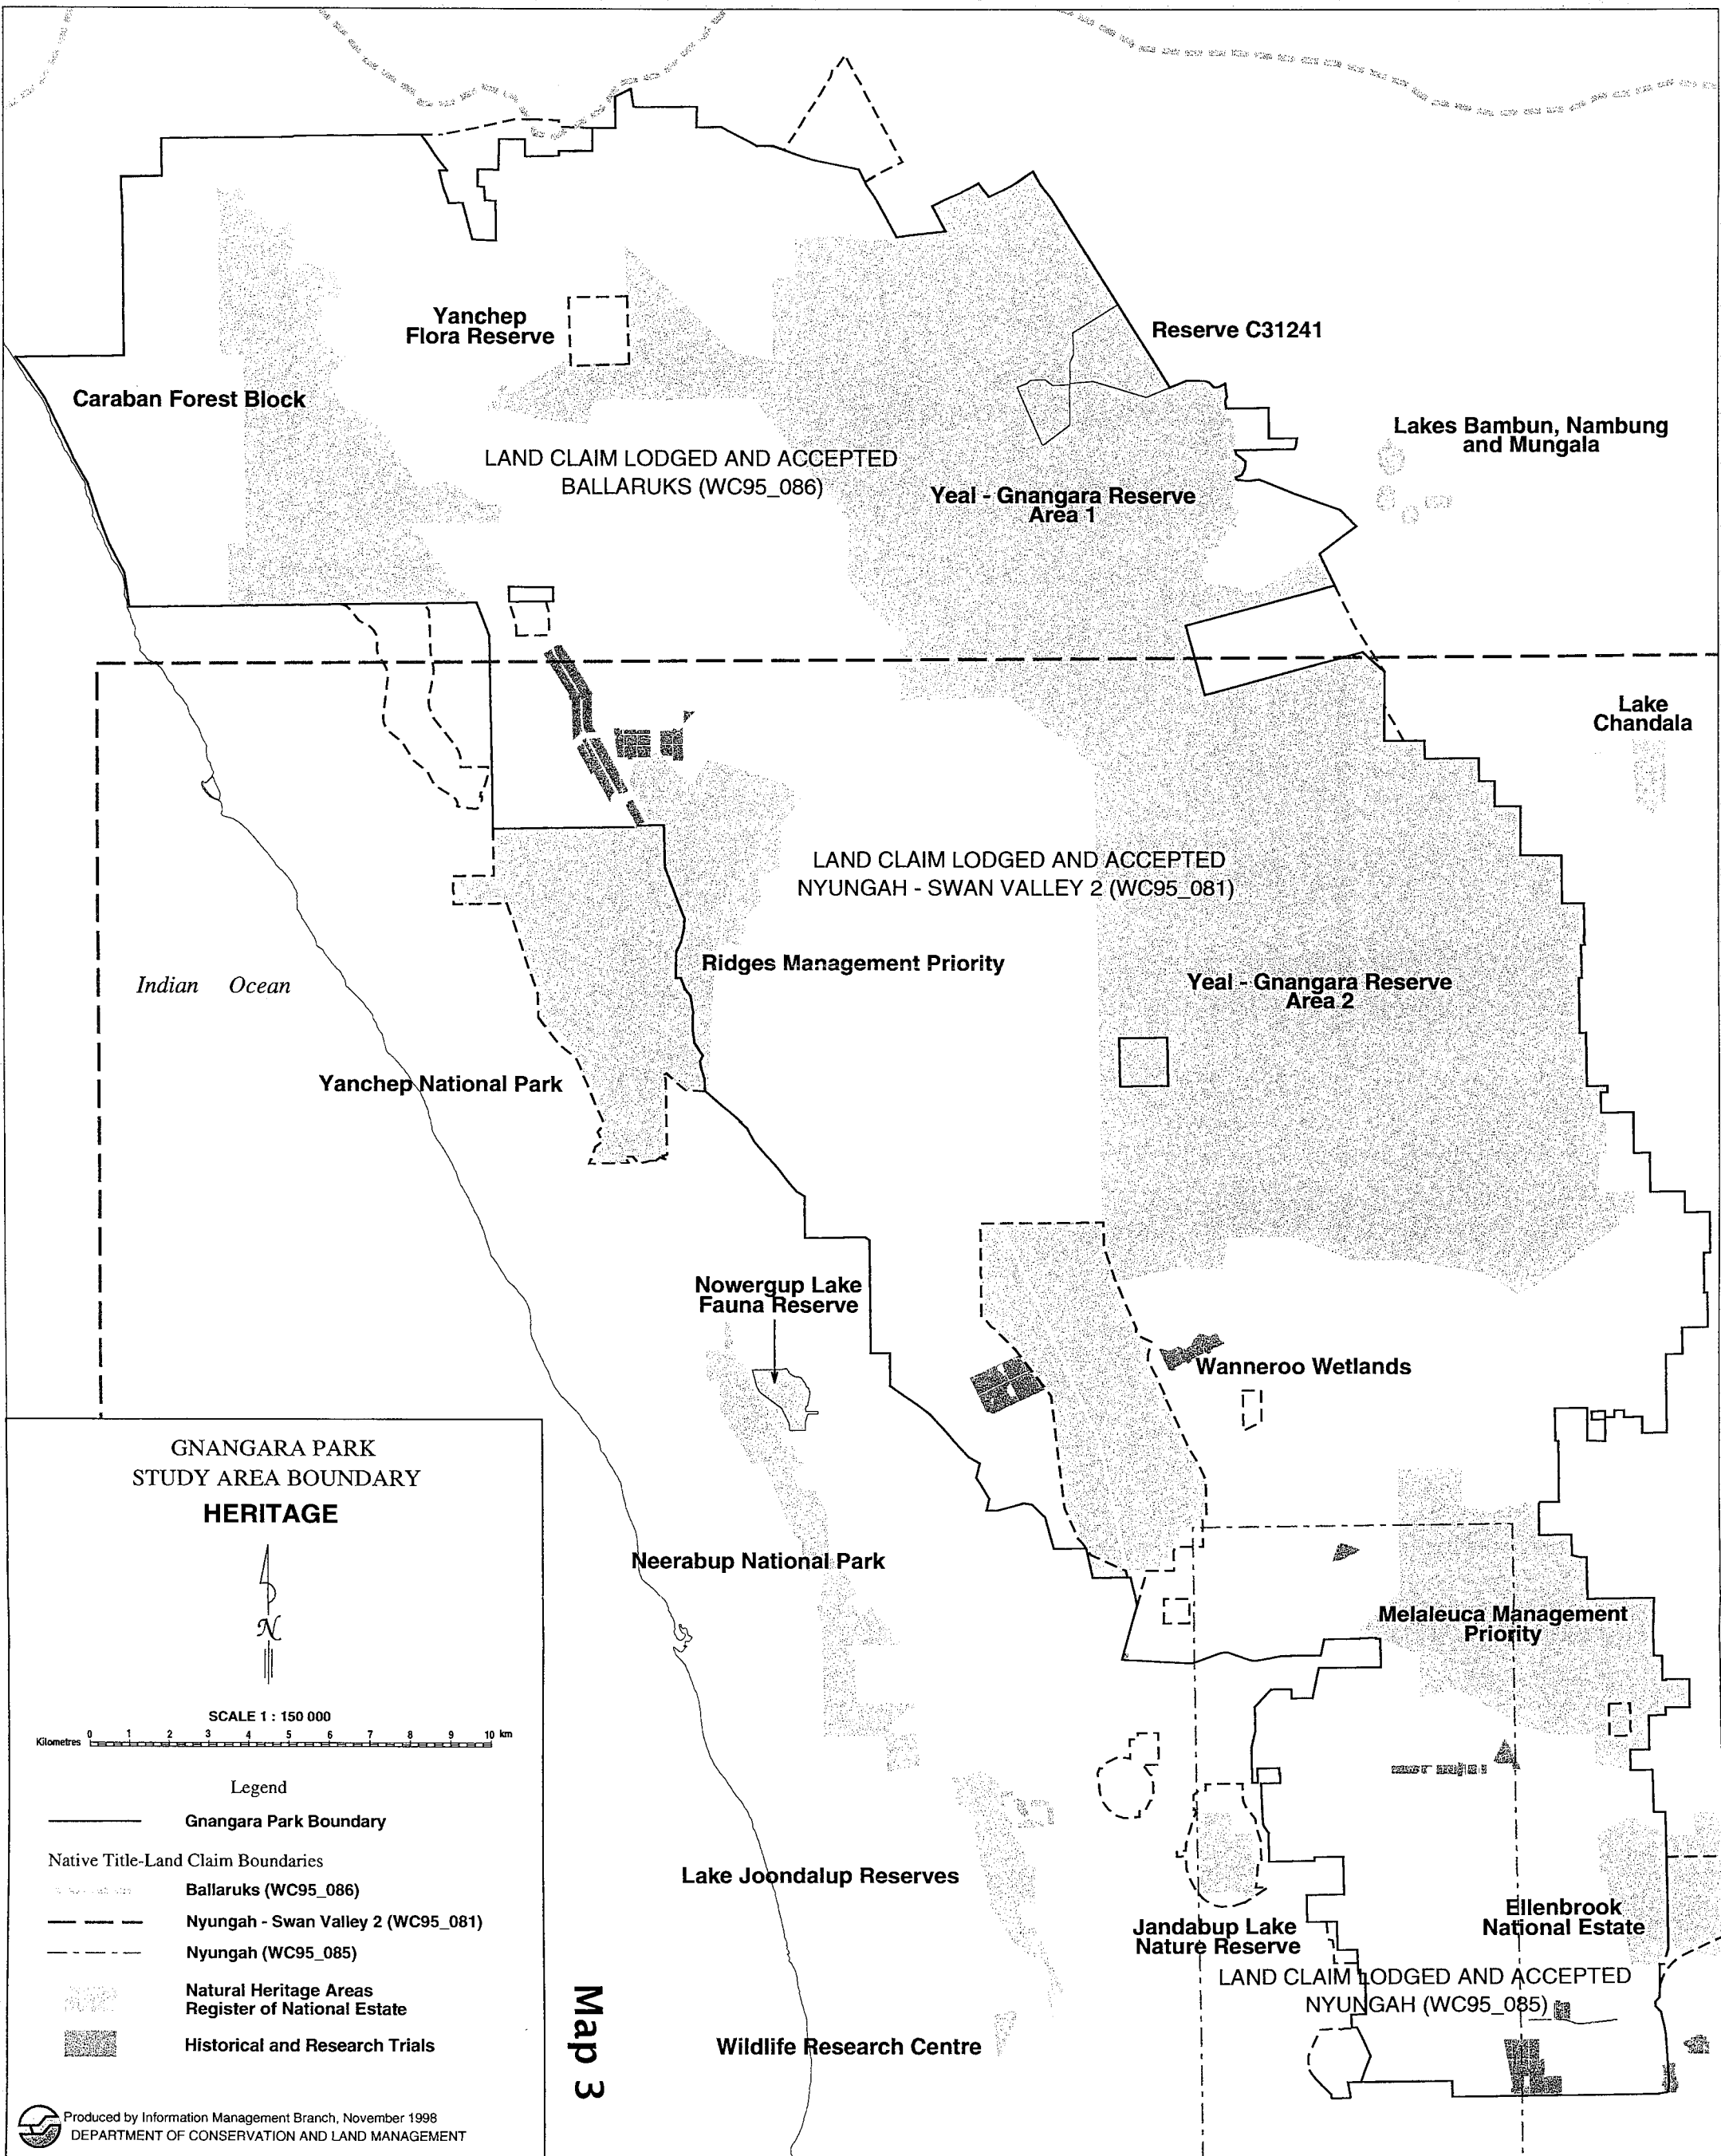 Yanchep
Flora Reserve
Reserve C31241
Caraban Forest Block
Lakes Bambun, Nambung
and Mungala
LAND CLAIM LODGED AND ACCEPTED
BALLARUKS (WC95_086)
Yeal - Gnangara Reserve
Area 1
Lake
Chandala
LAND CLAIM LODGED AND ACCEPTED
NYUNGAH - SWAN VALLEY 2 (WC95_081)
Ridges Management Priority
Indian Ocean
Yeal - Gnangara Reserve
Area 2
Yanchep National Park
Nowergup Lake
Fauna Reserve
Wanneroo Wetlands
Neerabup National Park
Melaleuca Management
Priority
Lake Joondalup Reserves
Jandabup Lake
Nature Reserve
Ellenbrook
National Estate
LAND CLAIM LODGED AND ACCEPTED
NYUNGAH (WC95_085)
Wildlife Research Centre
GNANGARA PARK
STUDY AREA BOUNDARY
HERITAGE
N
SCALE 1 : 150 000
Kilometres 0 1 2 3 4 5 6 7 8 9 10 km
Legend
Gnangara Park Boundary
Native Title-Land Claim Boundaries
Ballaruks (WC95_086)
Nyungah - Swan Valley 2 (WC95_081)
Nyungah (WC95_085)
Natural Heritage Areas
Register of National Estate
Historical and Research Trials
Produced by Information Management Branch, November 1998
DEPARTMENT OF CONSERVATION AND LAND MANAGEMENT
Map 3